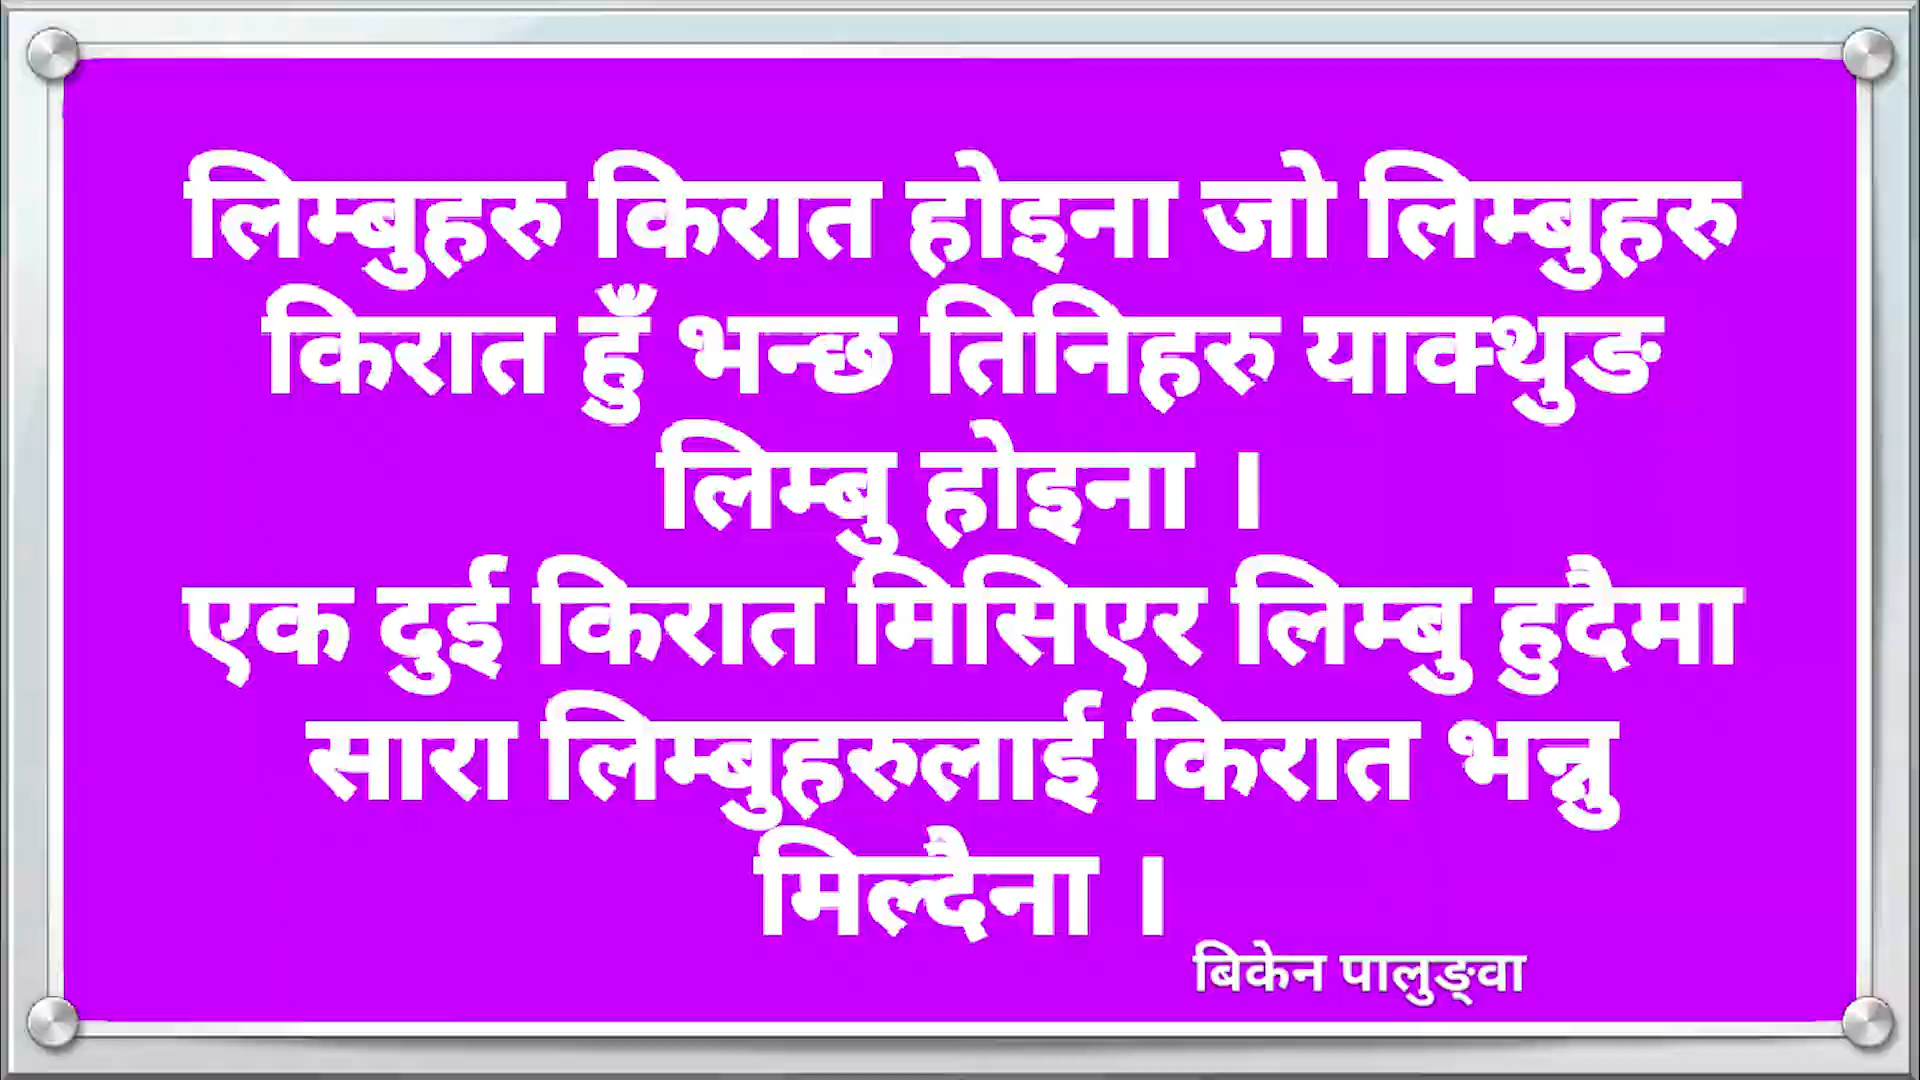 लिम्बुहरु किरात होइना जो लिम्बुहरु
किरात हुँ भन्छ तिनिहरु याक्थुङ
लिम्बु होइना ।
एक दुई किरात मिसिएर लिम्बु हुदैमा
सारा लिम्बुहरुलाई किरात भन्नु
मिल्दैना ।
बिकेन पालुङ्वा